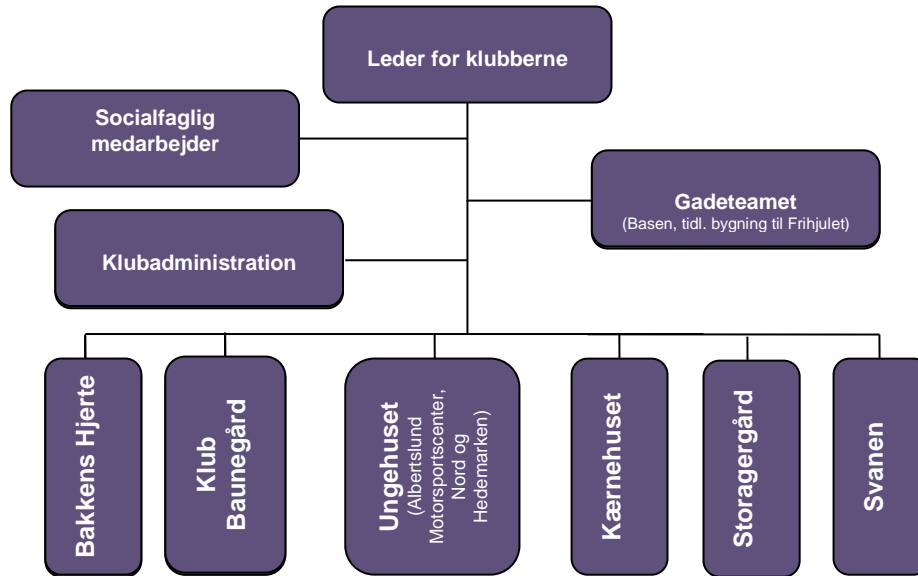 Leder for klubberne
Socialfaglig
medarbejder
Gadeteamet
(Basen, tidl. bygning til Frihjulet)
Klubadministration
Bakkens Hjerte
Klub
Baunegård
Ungehuset
(Albertslund
Motorsportscenter,
Nord og
Hedemarken)
Kærnehuset
Storagergård
Svanen